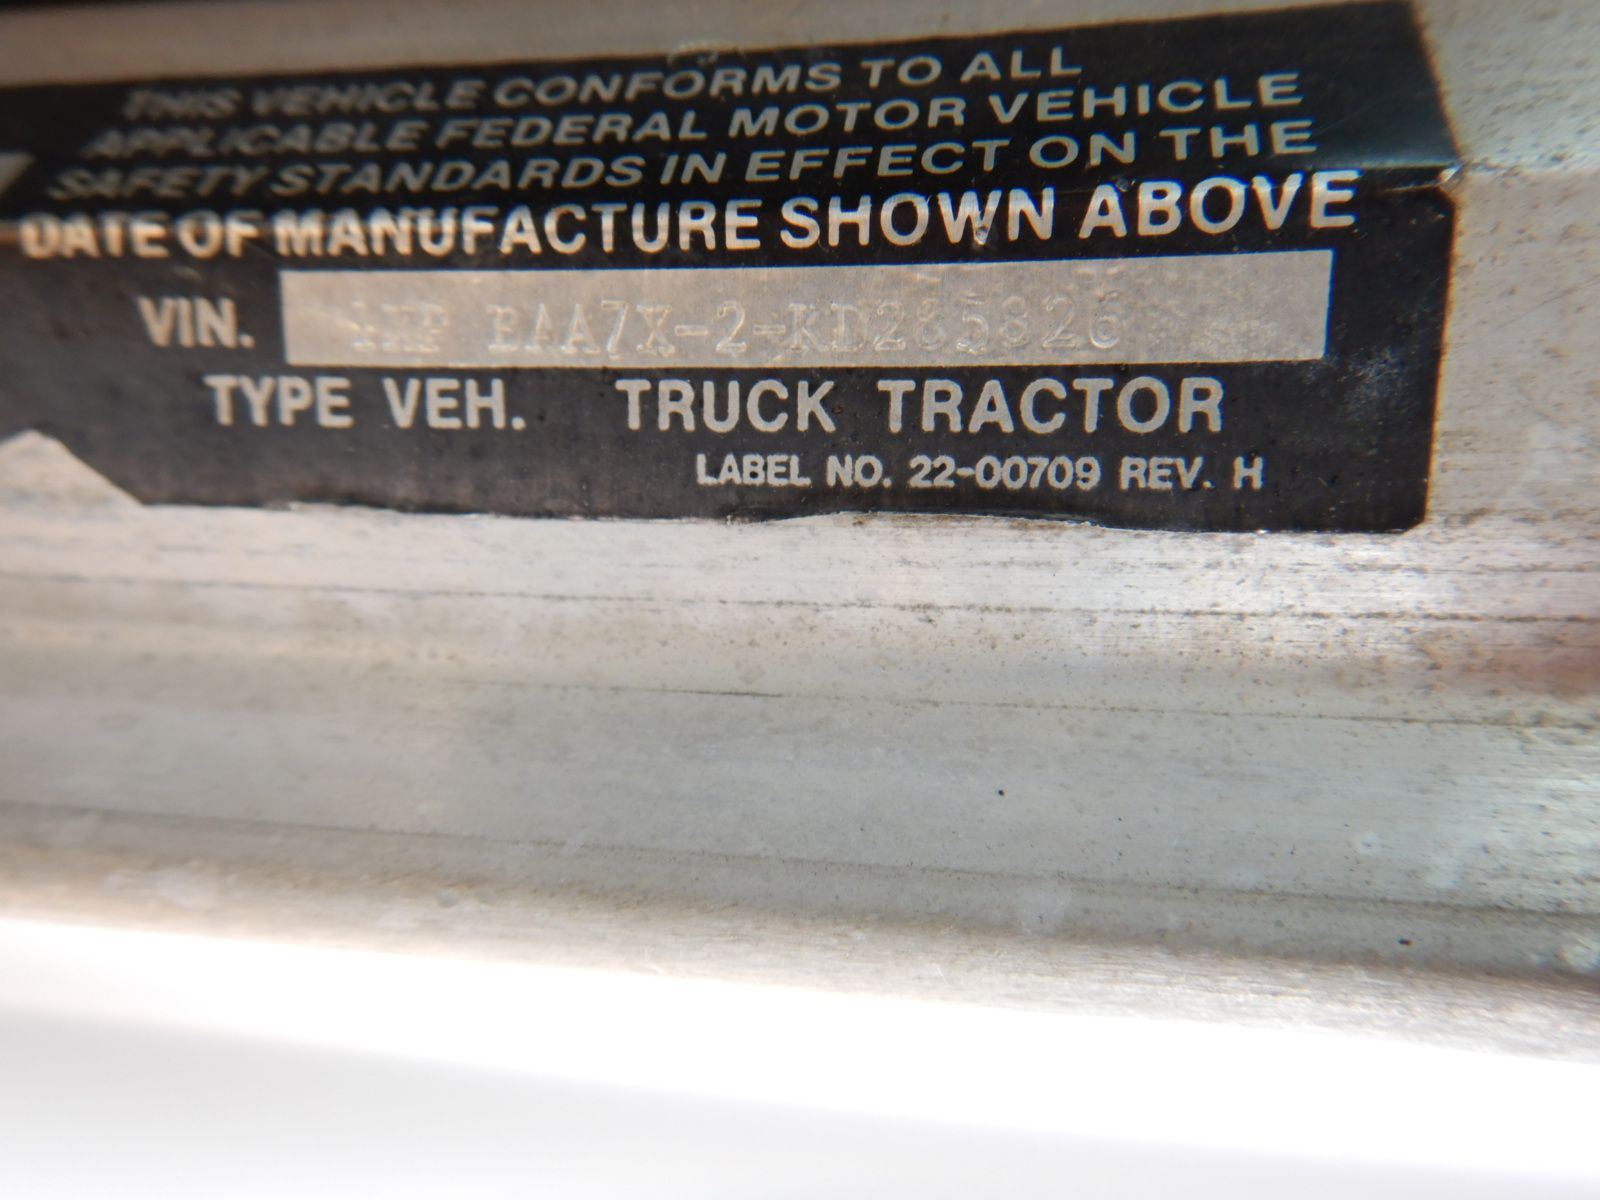 THIS VEHICLE CONFORMS TO ALL
APPLICABLE FEDERAL MOTOR VEHICLE
SAFETY STANDARDS IN EFFECT ON THE
DATE OF MANUFACTURE SHOWN ABOVE
VIN. 1XP BAA7X-2-KD285826
TYPE VEH. TRUCK TRACTOR
LABEL NO. 22-00709 REV. H